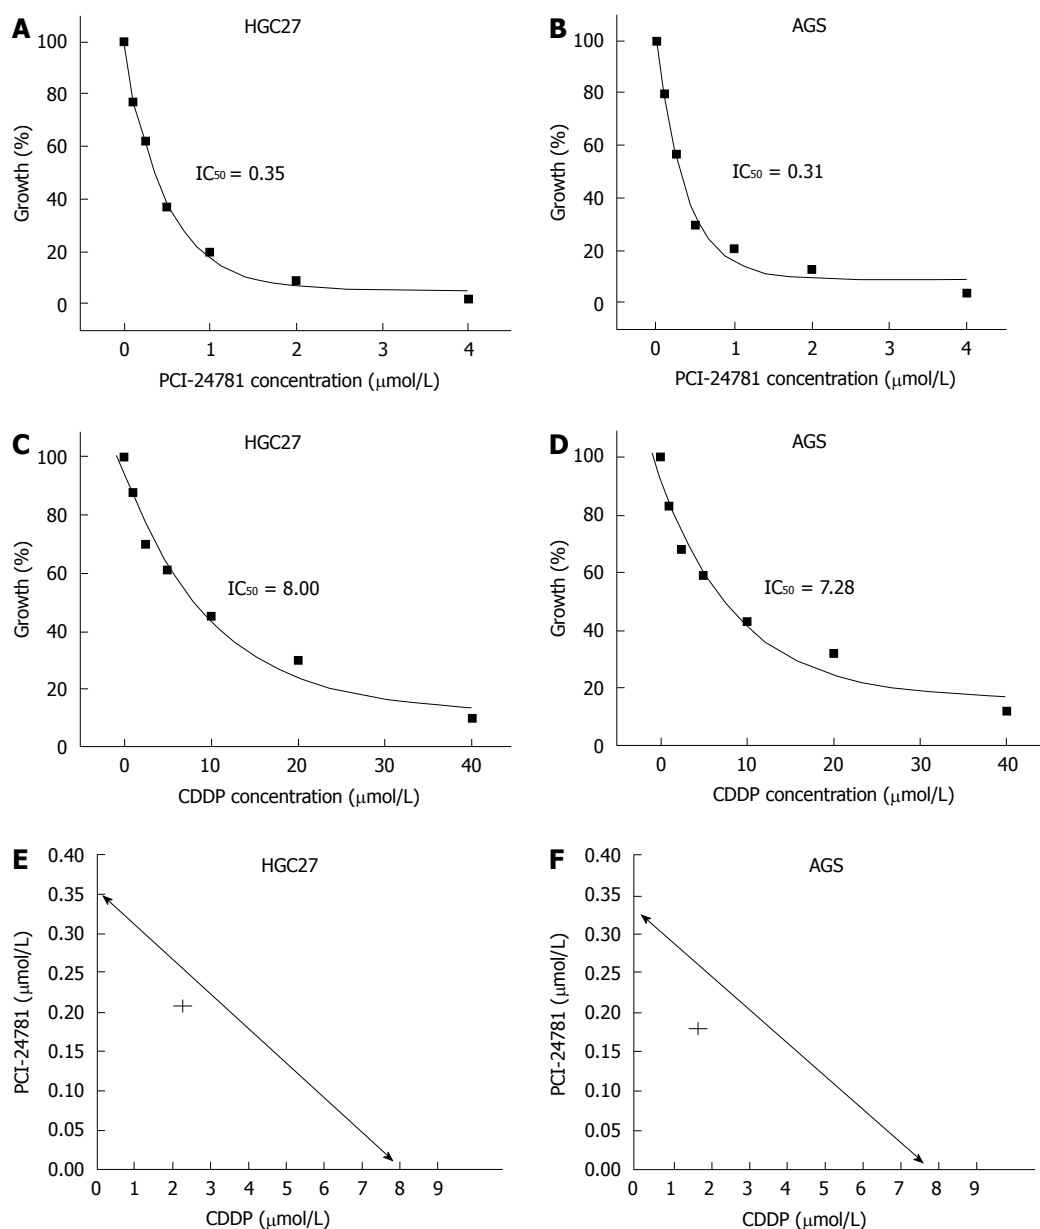 A
HGC27
100
80
60
40
20
0
Growth (%)
IC50 = 0.35
0 1 2 3 4
PCI-24781 concentration (μmol/L)
B
AGS
100
80
60
40
20
0
Growth (%)
IC50 = 0.31
0 1 2 3 4
PCI-24781 concentration (μmol/L)
C
HGC27
100
80
60
40
20
0
Growth (%)
IC50 = 8.00
0 10 20 30 40
CDDP concentration (μmol/L)
D
AGS
100
80
60
40
20
0
Growth (%)
IC50 = 7.28
0 10 20 30 40
CDDP concentration (μmol/L)
E
HGC27
0.40
0.35
0.30
0.25
0.20
0.15
0.10
0.05
0.00
PCI-24781 (μmol/L)
0 1 2 3 4 5 6 7 8 9
CDDP (μmol/L)
F
AGS
0.40
0.35
0.30
0.25
0.20
0.15
0.10
0.05
0.00
PCI-24781 (μmol/L)
0 1 2 3 4 5 6 7 8 9
CDDP (μmol/L)